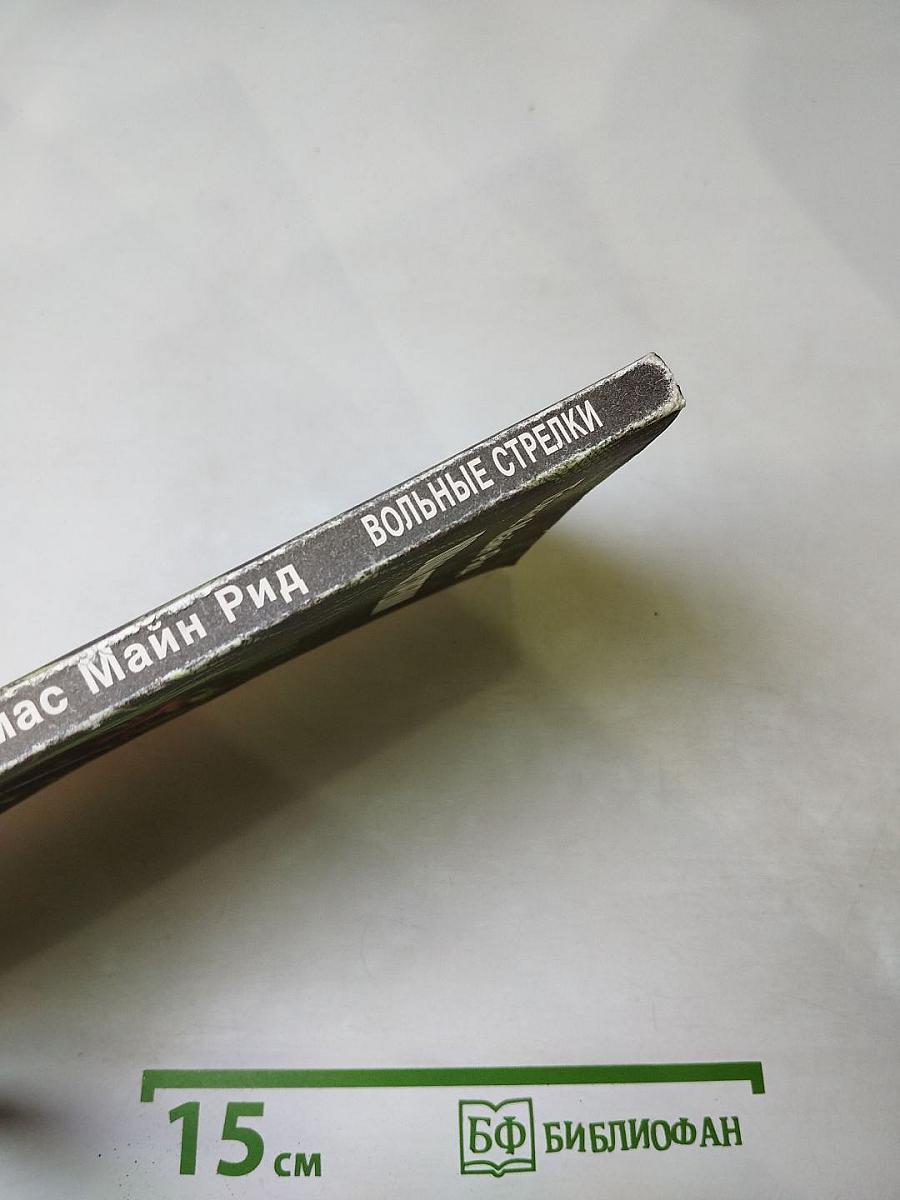 мас Майн Рид ВОЛЬНЫЕ СТРЕЛКИ
15 см
БФ БИБЛИОФАН